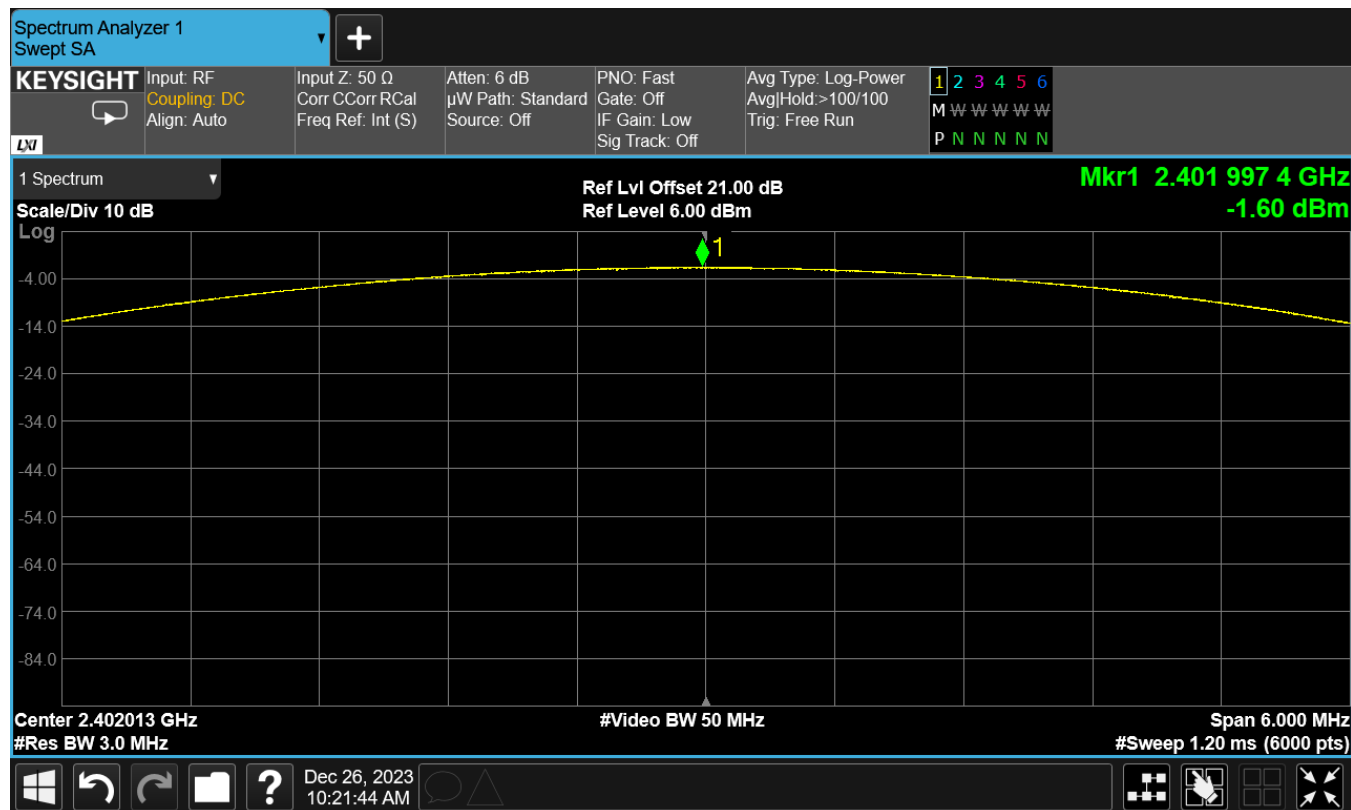 Spectrum Analyzer 1
Swept SA
KEYSIGHT
LXI
Input: RF
Coupling: DC
Align: Auto
Input Z: 50 Ω
Corr CCorr RCal
Freq Ref: Int (S)
Atten: 6 dB
µW Path: Standard
Source: Off
PNO: Fast
Gate: Off
IF Gain: Low
Sig Track: Off
Avg Type: Log-Power
Avg|Hold:>100/100
Trig: Free Run
1 2 3 4 5 6
M W W W W W
P N N N N N
1 Spectrum
Scale/Div 10 dB
Ref Lvl Offset 21.00 dB
Ref Level 6.00 dBm
Mkr1 2.401 997 4 GHz
-1.60 dBm
Log
1
-4.00
-14.0
-24.0
-34.0
-44.0
-54.0
-64.0
-74.0
-84.0
Center 2.402013 GHz
#Video BW 50 MHz
Span 6.000 MHz
#Res BW 3.0 MHz
#Sweep 1.20 ms (6000 pts)
?
Dec 26, 2023
10:21:44 AM